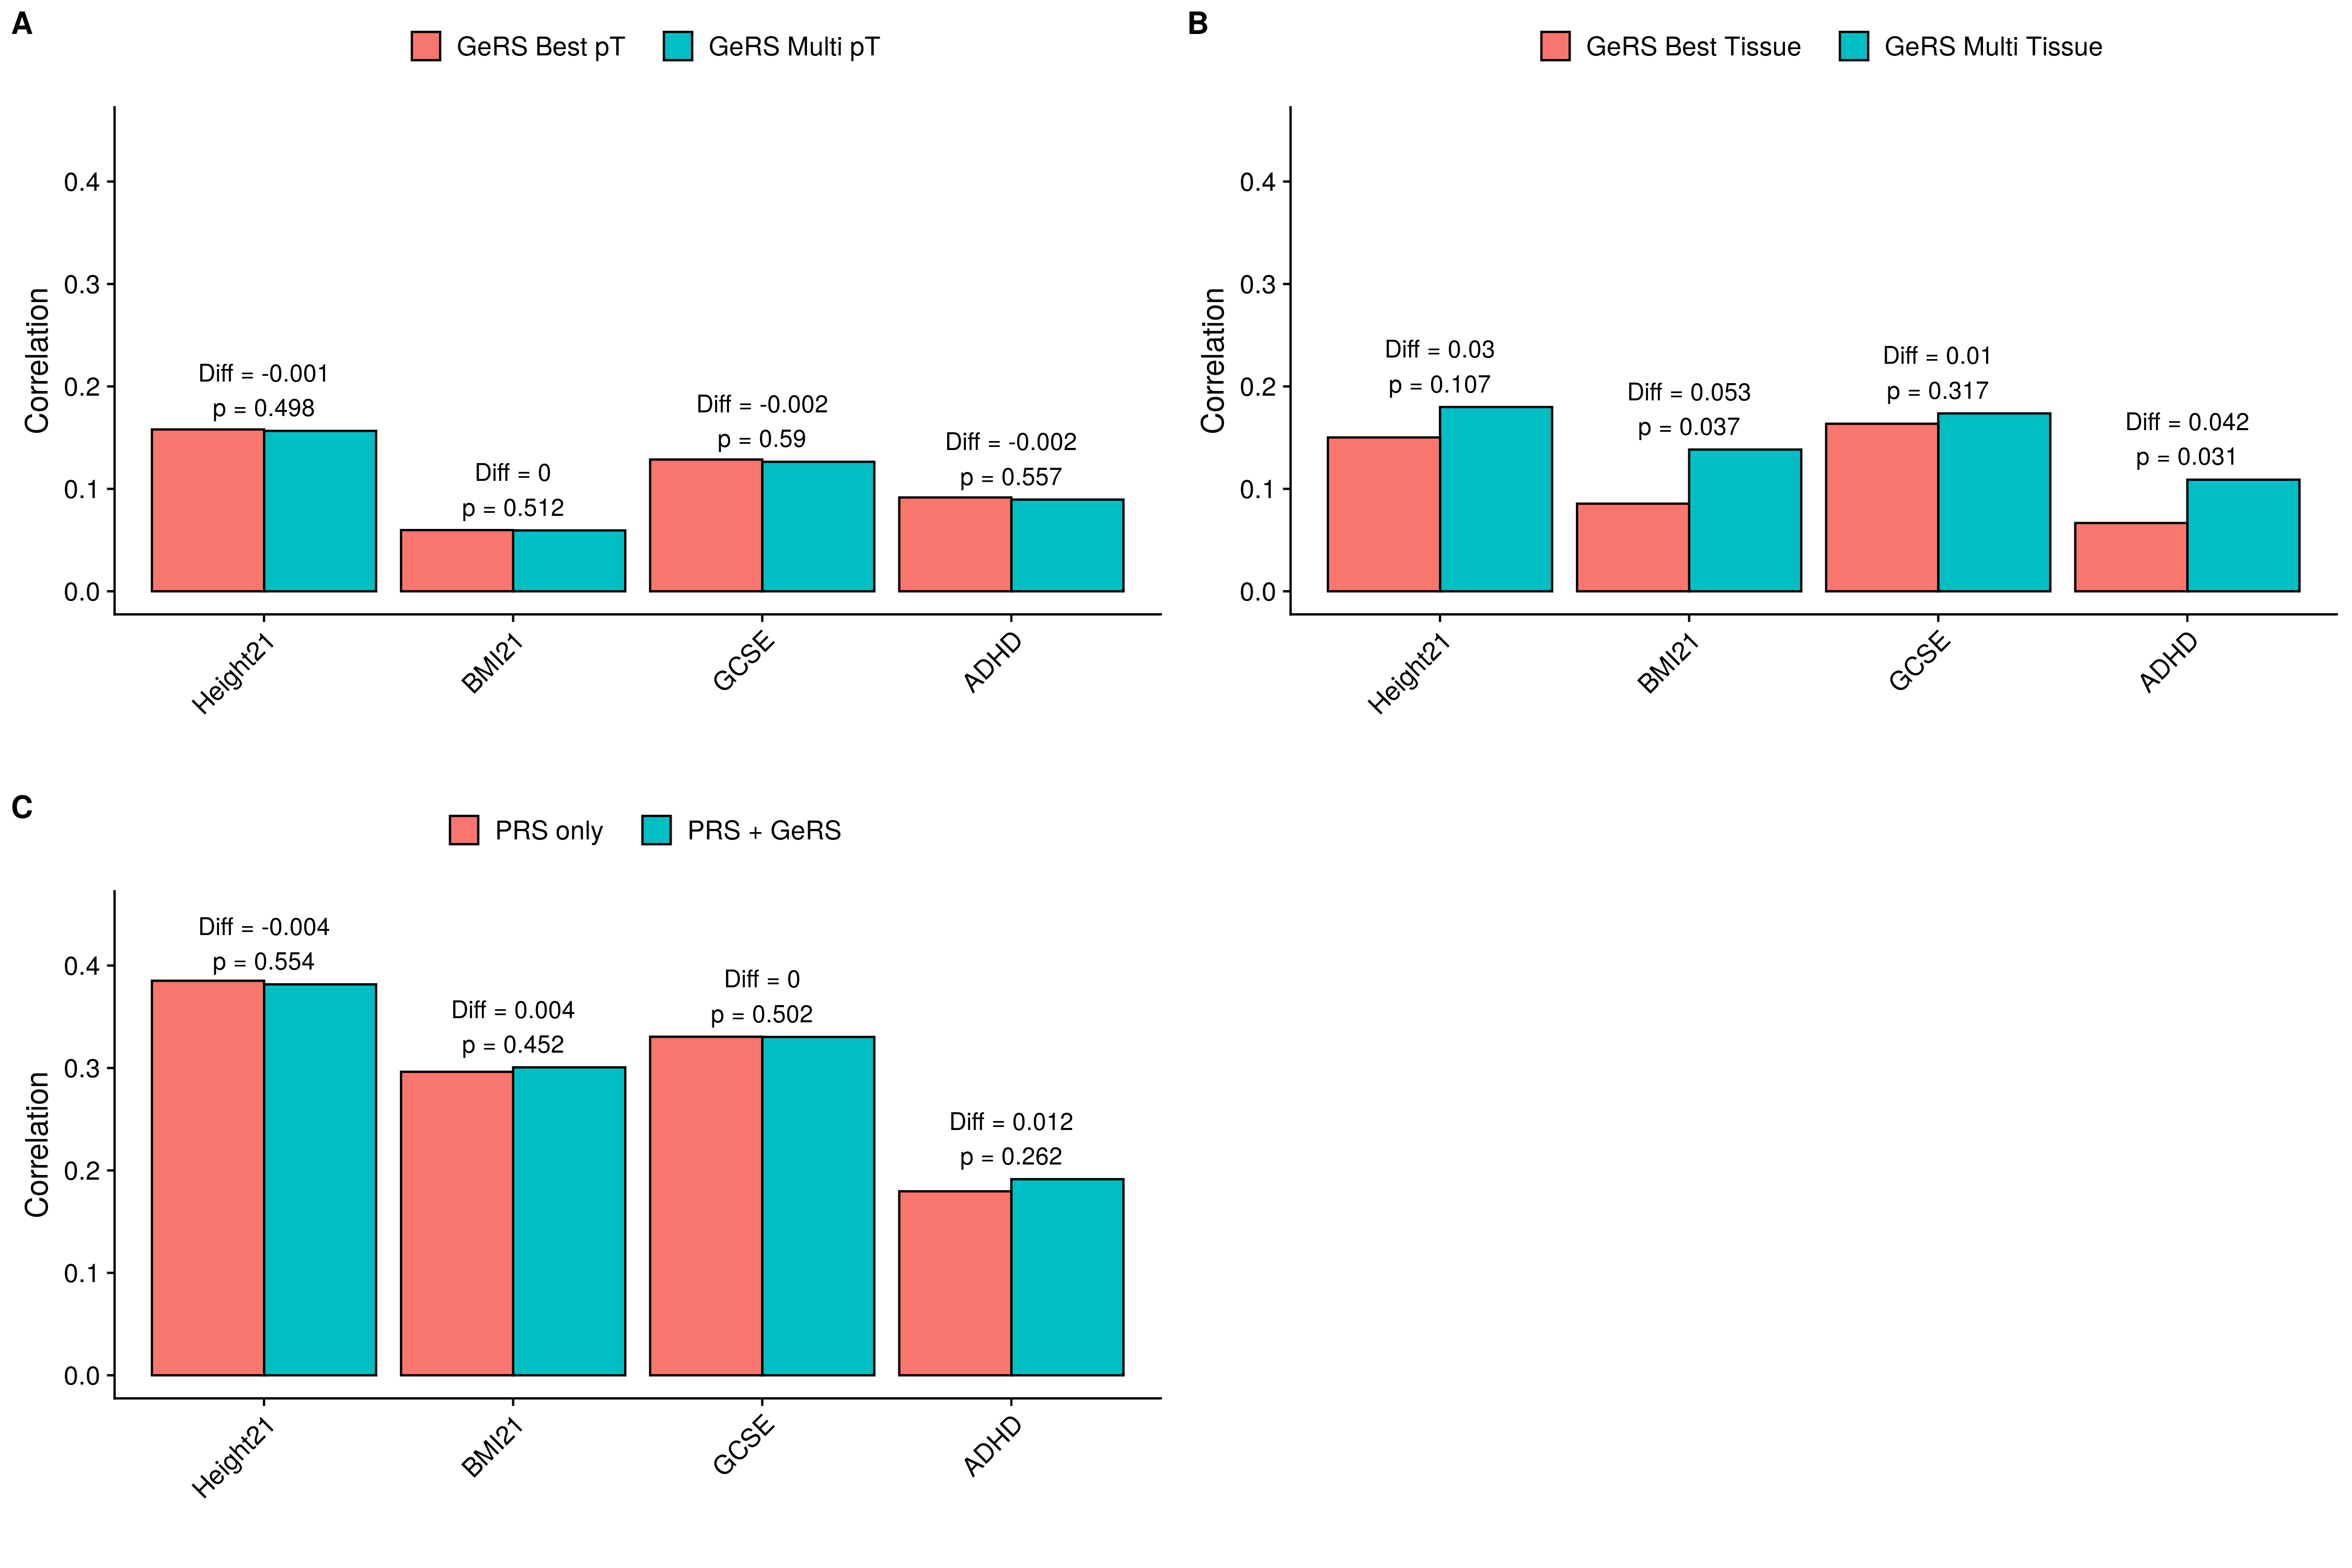 A
GeRS Best pT
GeRS Multi pT
Correlation
0.4
0.3
0.2
0.1
0.0
Diff = -0.001
p = 0.498
Diff = 0
p = 0.512
Diff = -0.002
p = 0.59
Diff = -0.002
p = 0.557
Height21
BMI21
GCSE
ADHD
B
GeRS Best Tissue
GeRS Multi Tissue
Correlation
0.4
0.3
0.2
0.1
0.0
Diff = 0.03
p = 0.107
Diff = 0.053
p = 0.037
Diff = 0.01
p = 0.317
Diff = 0.042
p = 0.031
Height21
BMI21
GCSE
ADHD
C
PRS only
PRS + GeRS
Correlation
0.4
0.3
0.2
0.1
0.0
Diff = -0.004
p = 0.554
Diff = 0.004
p = 0.452
Diff = 0
p = 0.502
Diff = 0.012
p = 0.262
Height21
BMI21
GCSE
ADHD